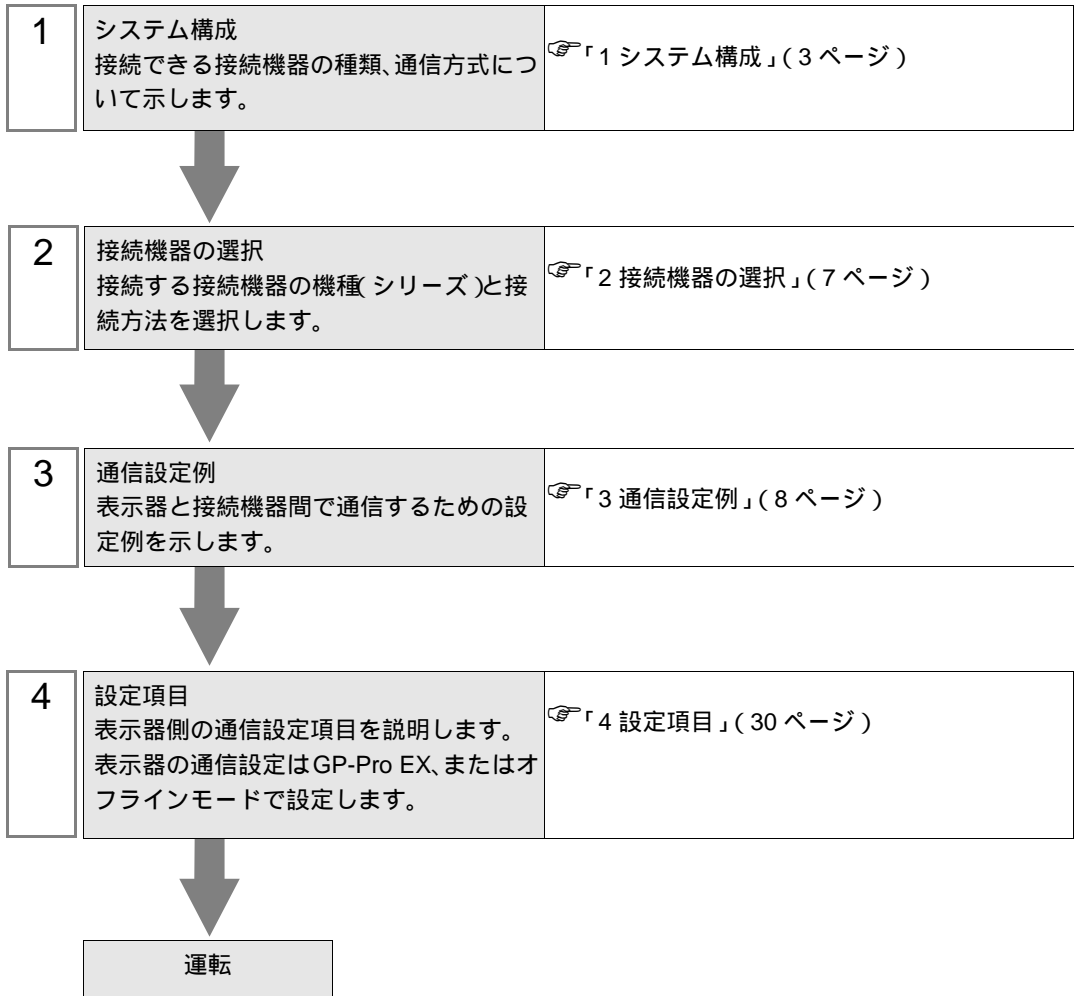 1
システム構成
接続できる接続機器の種類、通信方式につ
いて示します。
☞「1 システム構成」(3 ページ)
2
接続機器の選択
接続する接続機器の機種(シリーズ)と接
続方法を選択します。
☞「2 接続機器の選択」(7 ページ)
3
通信設定例
表示器と接続機器間で通信するための設
定例を示します。
☞「3 通信設定例」(8 ページ)
4
設定項目
表示器側の通信設定項目を説明します。
表示器の通信設定はGP-Pro EX、またはオ
フラインモードで設定します。
☞「4 設定項目」(30 ページ)
運転